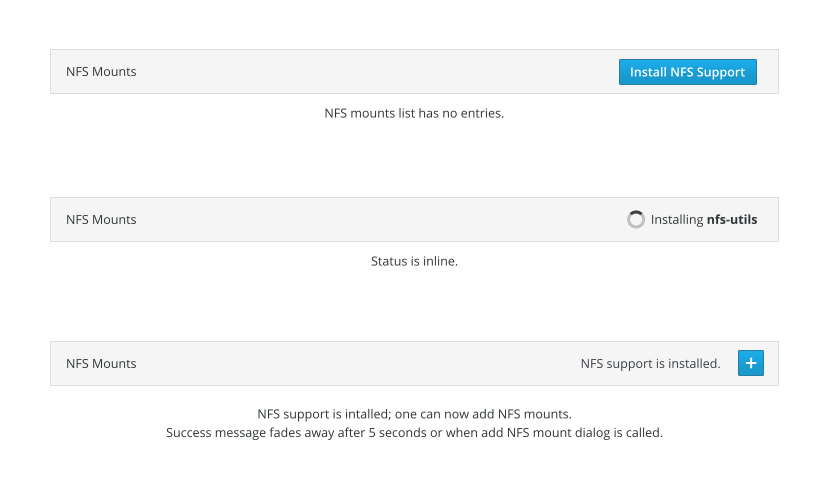 NFS Mounts
Install NFS Support
NFS mounts list has no entries.
NFS Mounts
Installing nfs-utils
Status is inline.
NFS Mounts
NFS support is installed.
+
NFS support is intalled; one can now add NFS mounts.
Success message fades away after 5 seconds or when add NFS mount dialog is called.